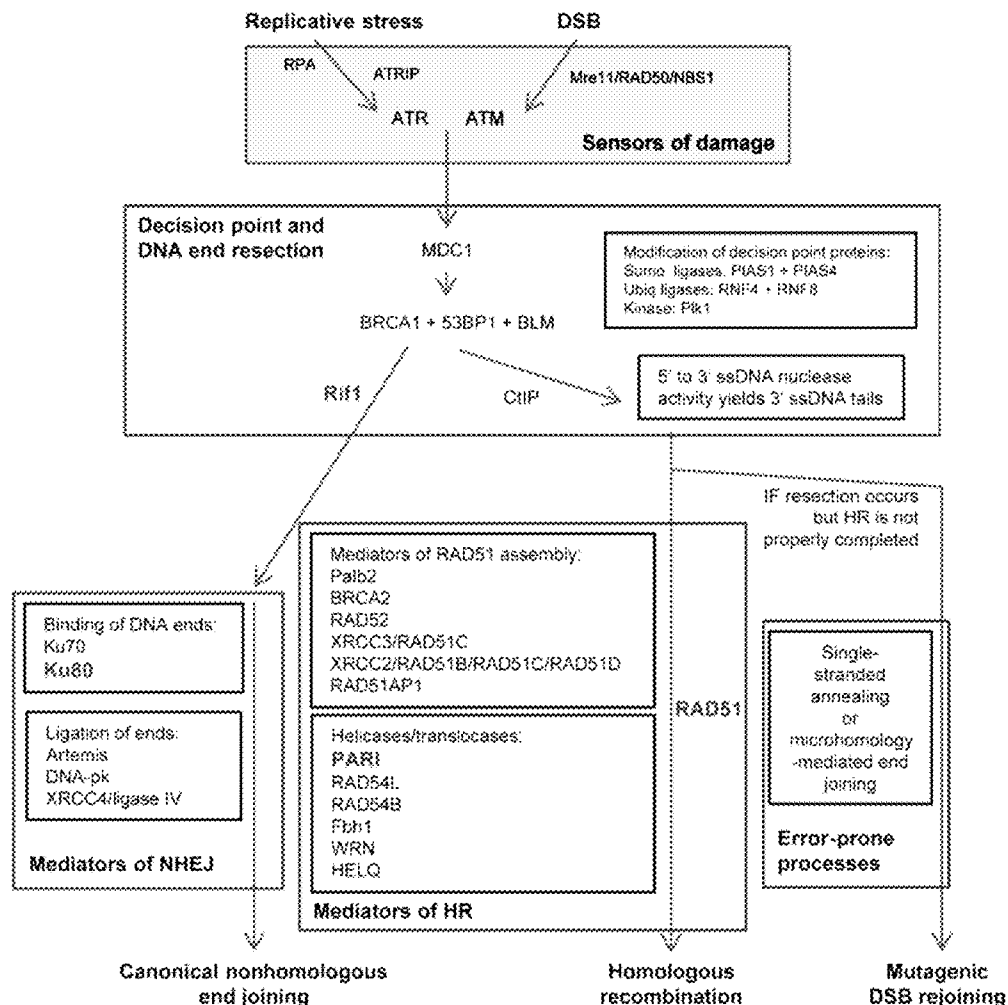 Replicative stress
DSB
RPA
ATRIP
Mre11/RAD50/NBS1
ATR
ATM
Sensors of damage
Decision point and
DNA end resection
MDC1
Modification of decision point proteins:
Sumo ligases: PIAS1 + PIAS4
Ubiq ligases: RNF4 + RNF8
Kinase: Plk1
BRCA1 + 53BP1 + BLM
Rif1
CtIP
5' to 3' ssDNA nuclease
activity yields 3' ssDNA tails
IF resection occurs
but HR is not
properly completed
Mediators of RAD51 assembly:
Palb2
BRCA2
RAD52
XRCC3/RAD51C
XRCC2/RAD51B/RAD51C/RAD51D
RAD51AP1
RAD51
Helicases/translocases:
PARI
RAD54L
RAD54B
Fbh1
WRN
HELQ
Mediators of HR
Binding of DNA ends:
Ku70
Ku80
Ligation of ends:
Artemis
DNA-pk
XRCC4/ligase IV
Mediators of NHEJ
Single-
stranded
annealing
or
microhomology
-mediated end
joining
Error-prone
processes
Canonical nonhomologous
end joining
Homologous
recombination
Mutagenic
DSB rejoining